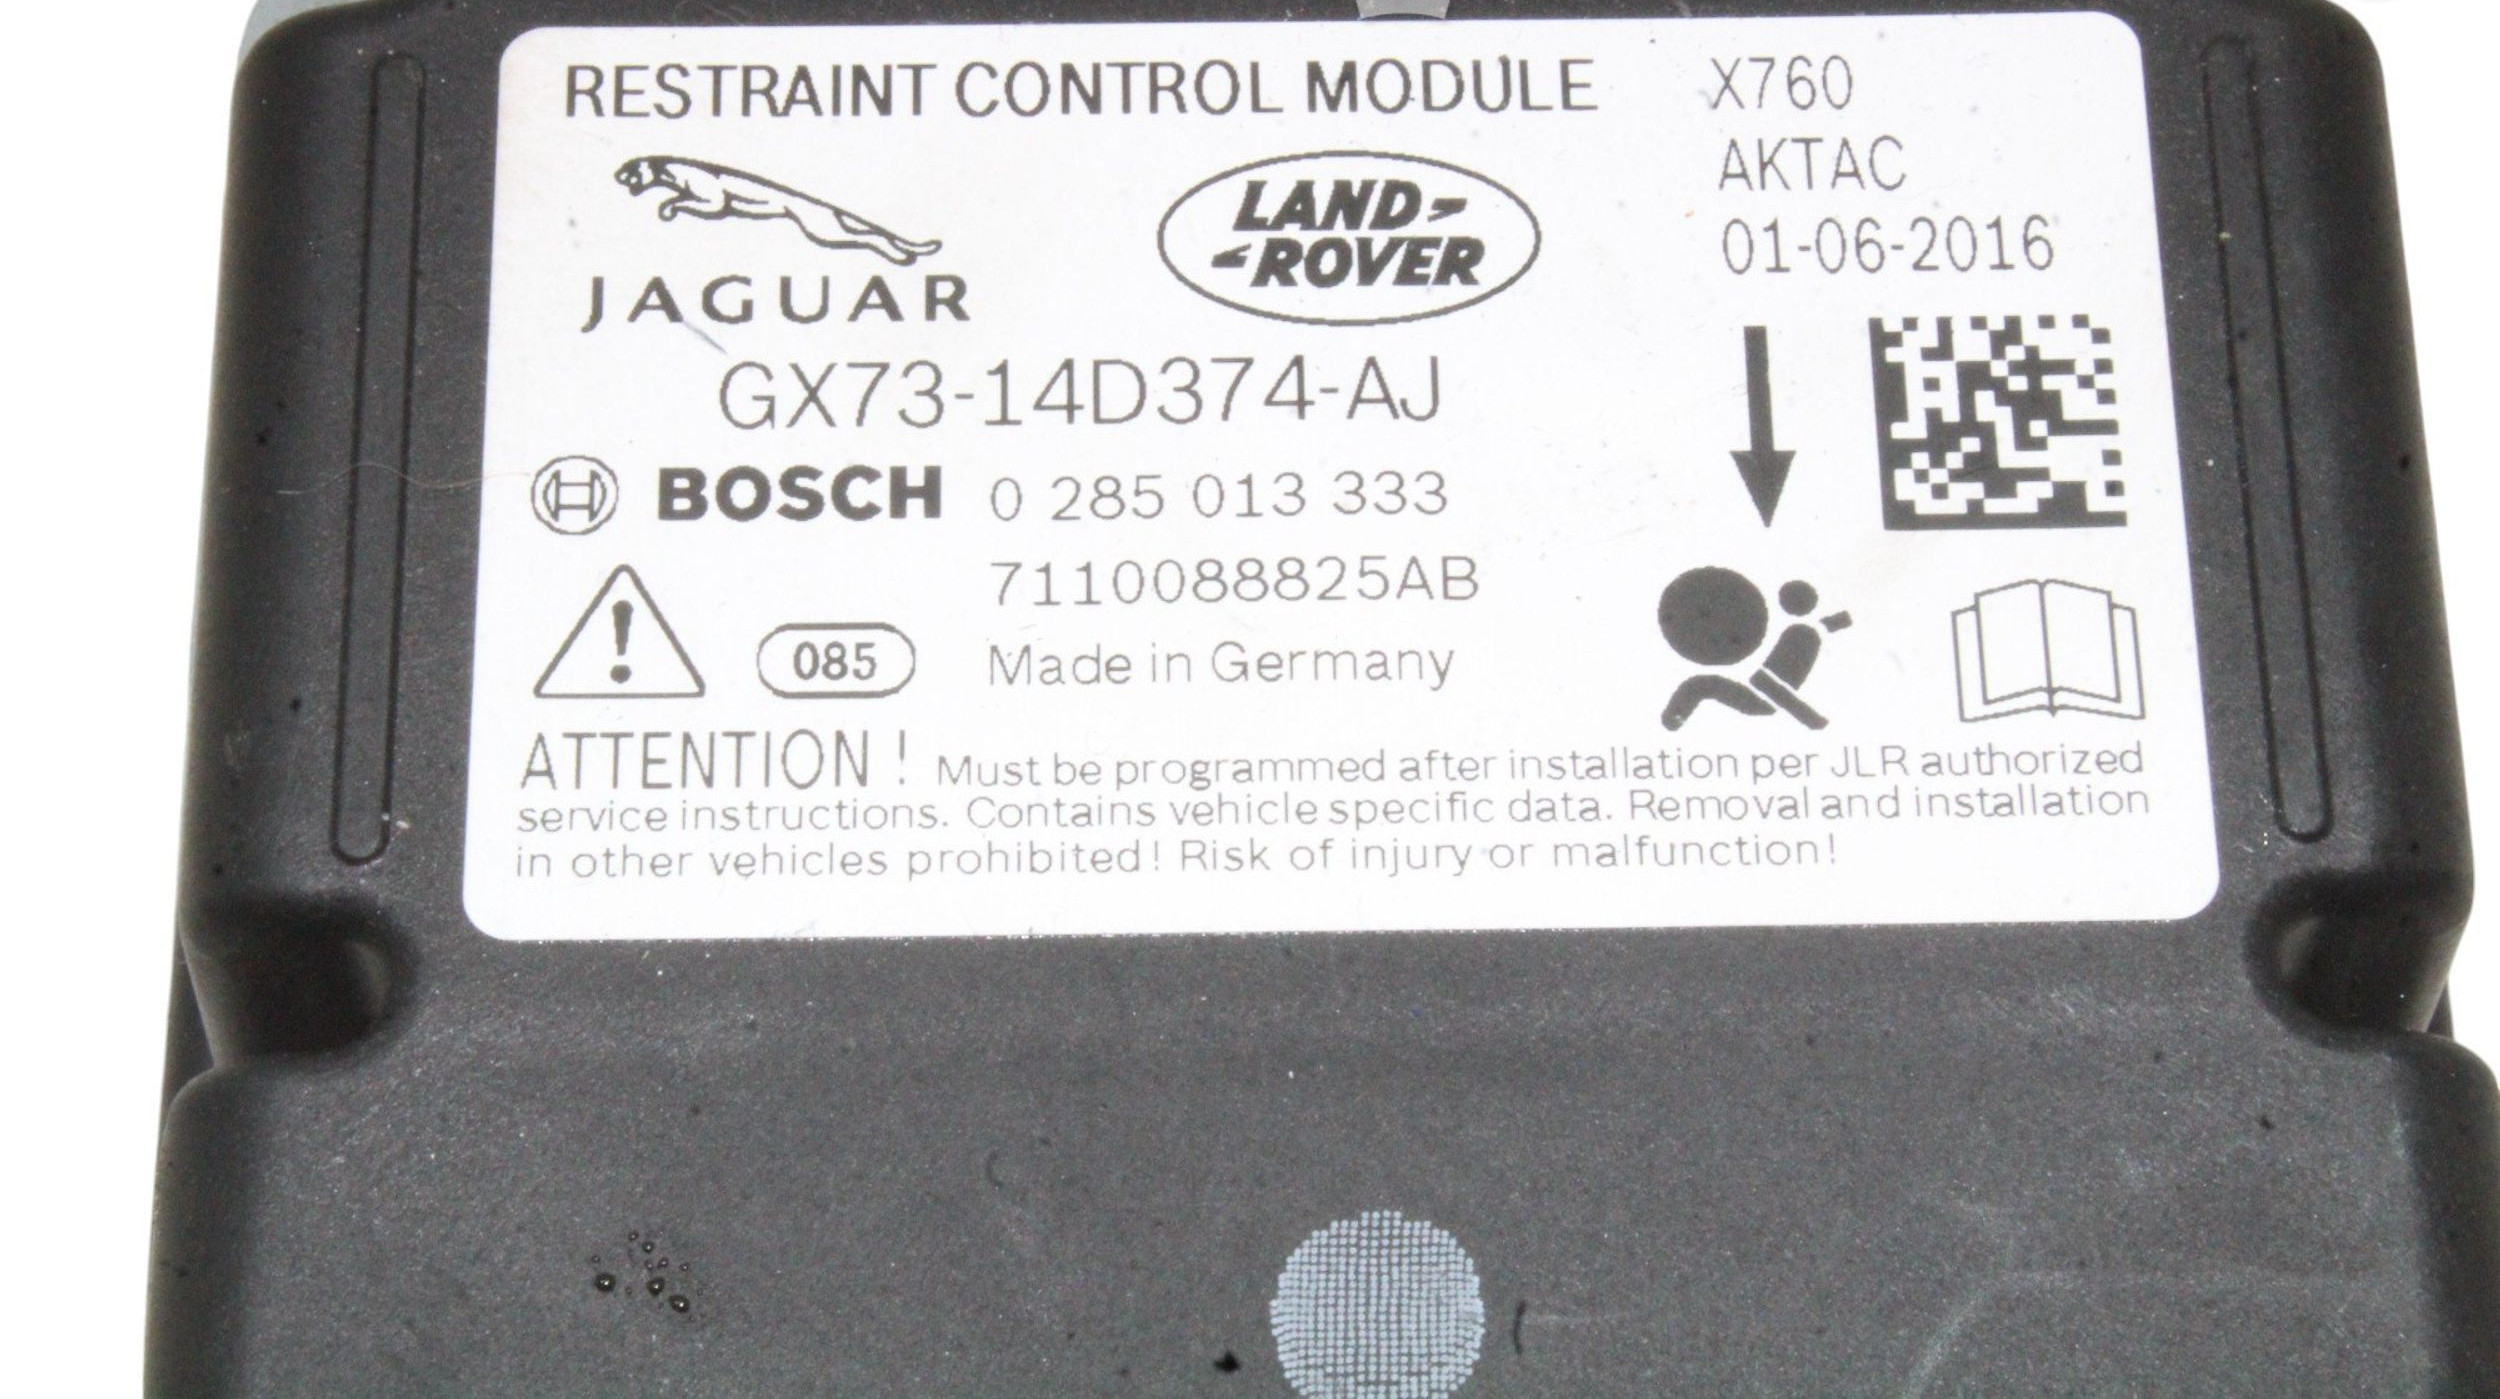 RESTRAINT CONTROL MODULE X760
AKTAC
01-06-2016
JAGUAR
LAND-
ROVER
GX73-14D374-AJ
BOSCH 0 285 013 333
7110088825AB
085 Made in Germany
ATTENTION ! Must be programmed after installation per JLR authorized
service instructions. Contains vehicle specific data. Removal and installation
in other vehicles prohibited! Risk of injury or malfunction!